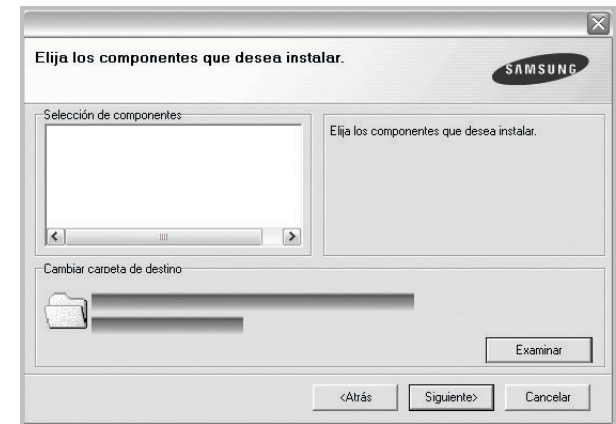 Elija los componentes que desea instalar.
SAMSUNG
Selección de componentes
Elija los componentes que desea instalar.
Cambiar carpeta de destino
Examinar
<Atrás
Siguiente>
Cancelar